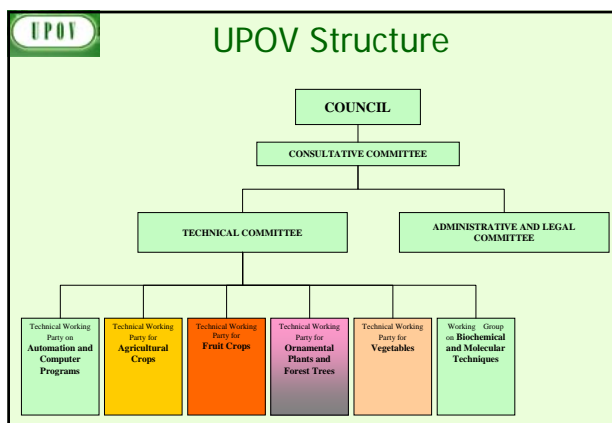 UPOV
UPOV Structure
COUNCIL
CONSULTATIVE COMMITTEE
TECHNICAL COMMITTEE
ADMINISTRATIVE AND LEGAL
COMMITTEE
Technical Working
Party on
Automation and
Computer
Programs
Technical Working
Party for
Agricultural
Crops
Technical Working
Party for
Fruit Crops
Technical Working
Party for
Ornamental
Plants and
Forest Trees
Technical Working
Party for
Vegetables
Working Group
on Biochemical
and Molecular
Techniques